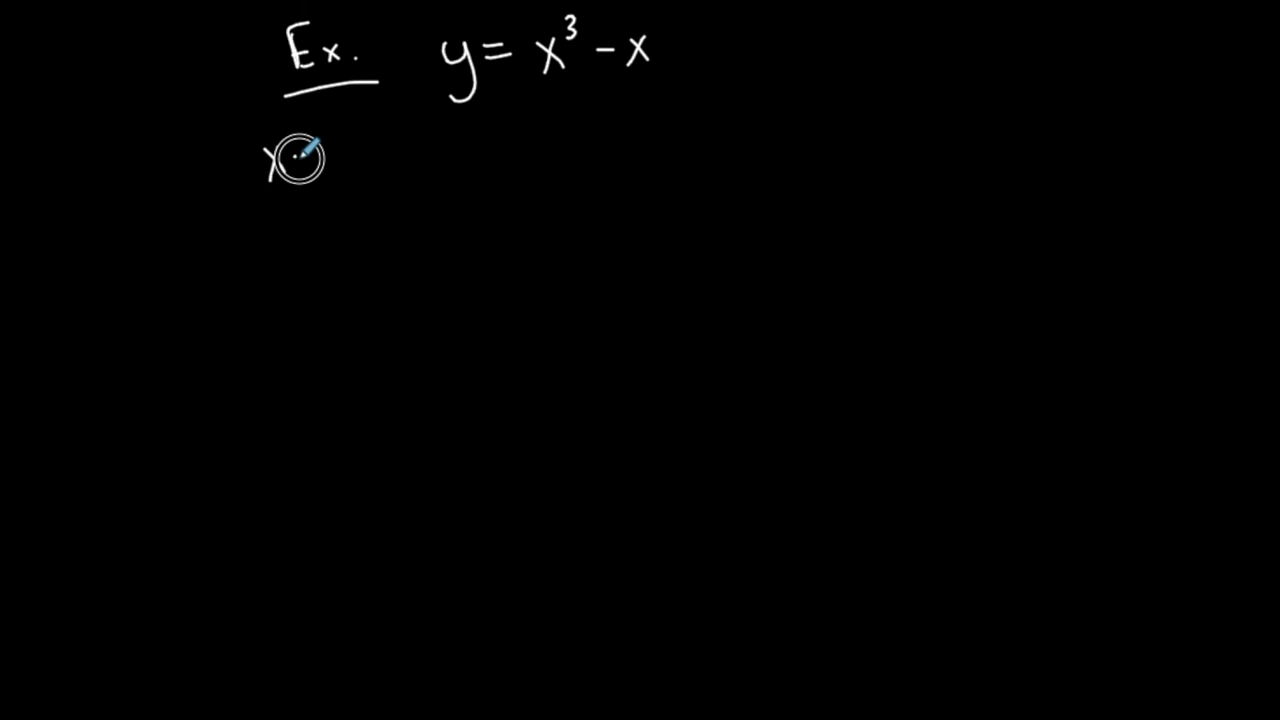 Ex. y = x³ - x
x